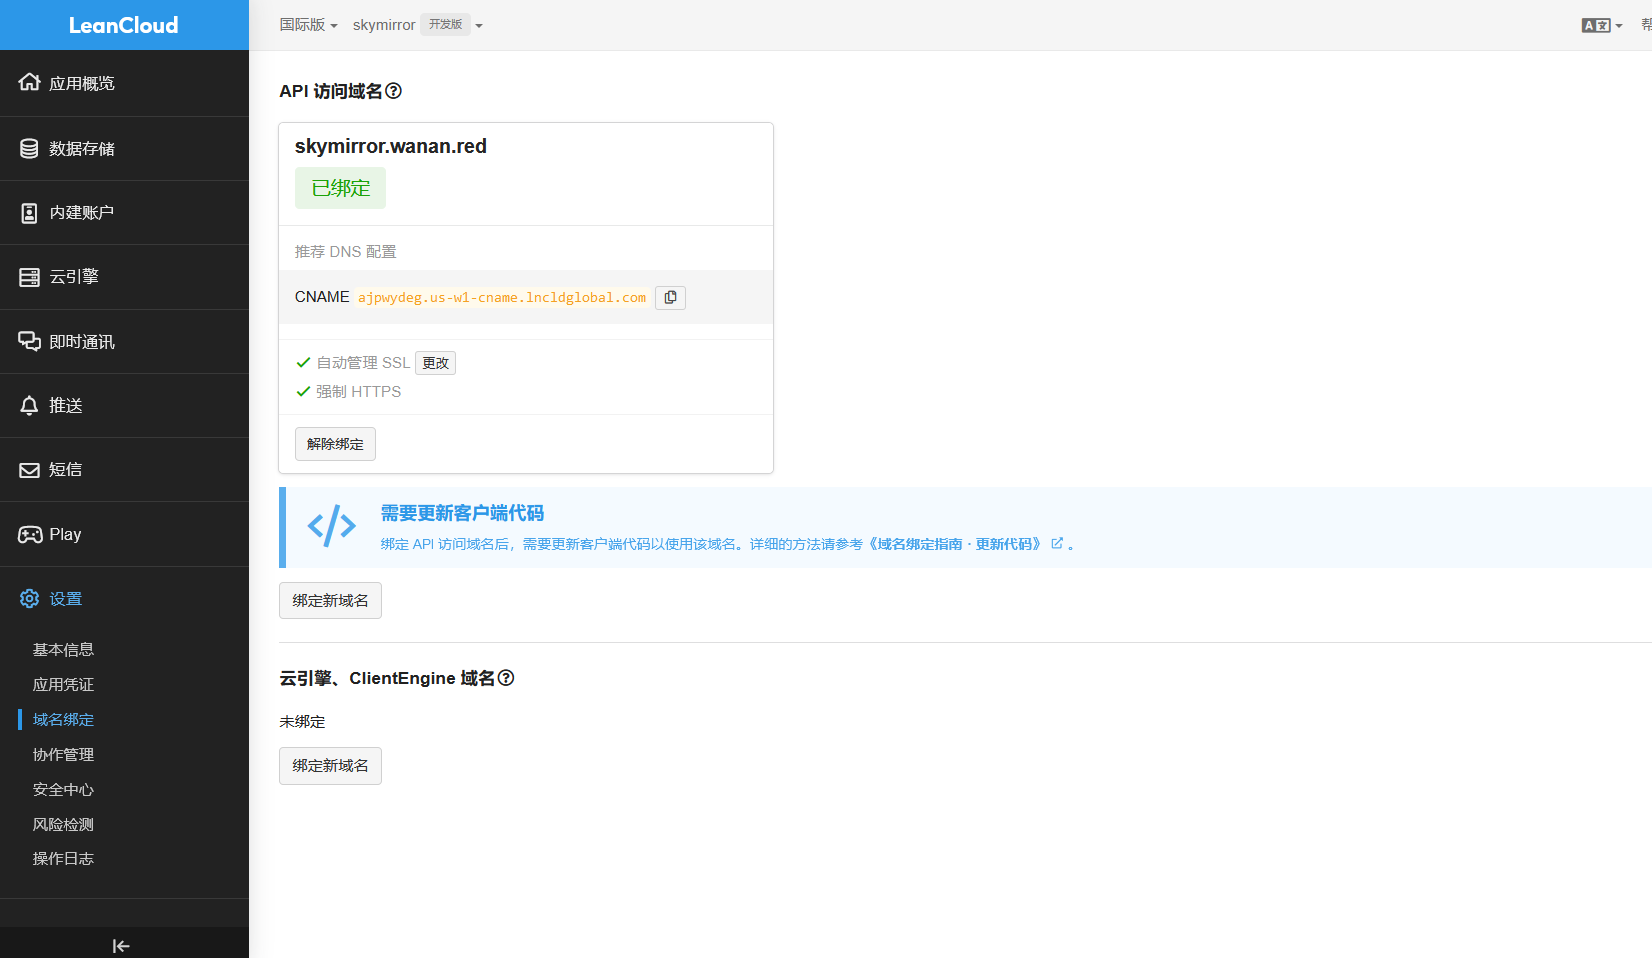 LeanCloud
国际版
skymirror 开发版
应用概览
数据存储
内建账户
云引擎
即时通讯
推送
短信
Play
设置
基本信息
应用凭证
域名绑定
协作管理
安全中心
风险检测
操作日志
API 访问域名
skymirror.wanan.red
已绑定
推荐 DNS 配置
CNAME ajpwydeg.us-w1-cname.lncldglobal.com
自动管理 SSL 更改
强制 HTTPS
解除绑定
需要更新客户端代码
绑定 API 访问域名后，需要更新客户端代码以使用该域名。详细的方法请参考《域名绑定指南 · 更新代码》 。
绑定新域名
云引擎、ClientEngine 域名
未绑定
绑定新域名